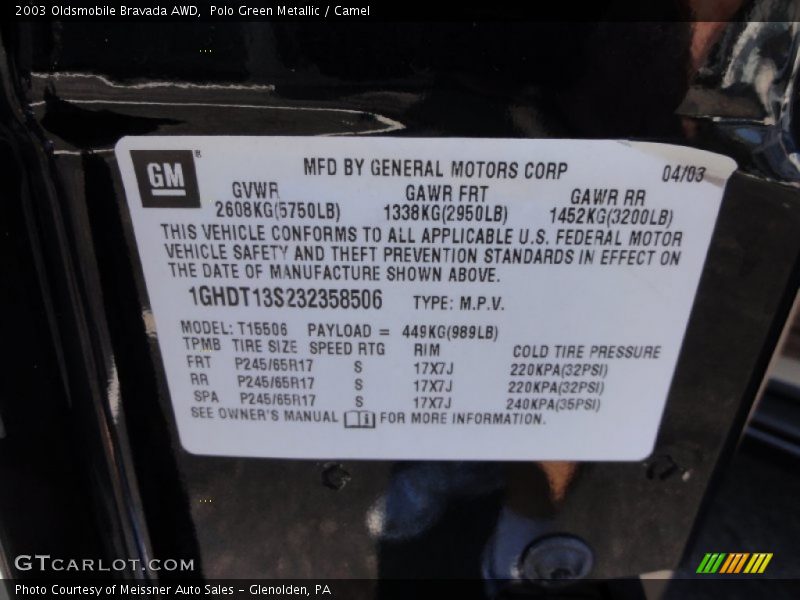 2003 Oldsmobile Bravada AWD, Polo Green Metallic / Camel
GM®
MFD BY GENERAL MOTORS CORP 04/03
GVWR GAWR FRT GAWR RR
2608KG(5750LB) 1338KG(2950LB) 1452KG(3200LB)
THIS VEHICLE CONFORMS TO ALL APPLICABLE U.S. FEDERAL MOTOR
VEHICLE SAFETY AND THEFT PREVENTION STANDARDS IN EFFECT ON
THE DATE OF MANUFACTURE SHOWN ABOVE.
1GHDT13S232358506 TYPE: M.P.V.
MODEL: T15506 PAYLOAD = 449KG(989LB)
TPMB TIRE SIZE SPEED RTG RIM COLD TIRE PRESSURE
FRT P245/65R17 S 17X7J 220KPA(32PSI)
RR P245/65R17 S 17X7J 220KPA(32PSI)
SPA P245/65R17 S 17X7J 240KPA(35PSI)
SEE OWNER'S MANUAL FOR MORE INFORMATION.
GTCARLOT.COM
Photo Courtesy of Meissner Auto Sales - Glenolden, PA